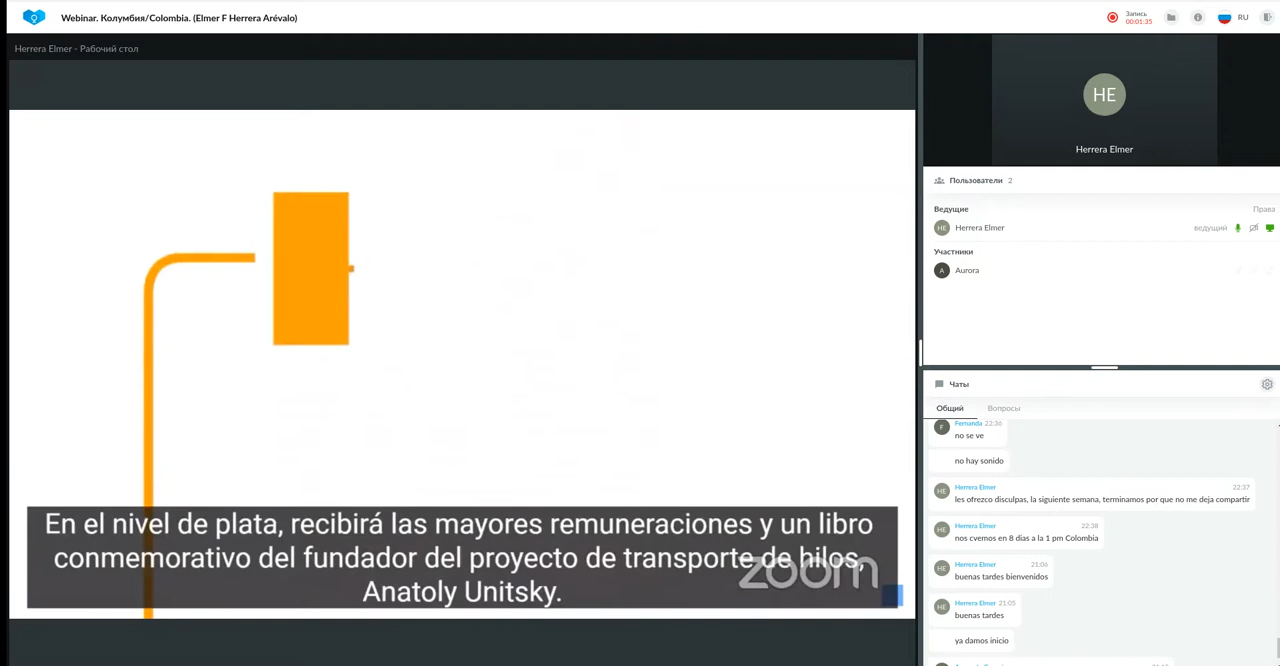 Webinar. Колумбия/Colombia. (Elmer F Herrera Arévalo)
Запись
00:01:35
RU
Herrera Elmer - Рабочий стол
HE
Herrera Elmer
Пользователи 2
Ведущие Права
HE Herrera Elmer ведущий
Участники
A Aurora
Чаты
Общий Вопросы
F Fernanda 22:36
no se ve
no hay sonido
HE Herrera Elmer 22:37
les ofrezco disculpas, la siguiente semana, terminamos por que no me deja compartir
HE Herrera Elmer 22:38
nos cvemos en 8 dias a la 1 pm Colombia
HE Herrera Elmer 21:06
buenas tardes bienvenidos
HE Herrera Elmer 21:05
buenas tardes
ya damos inicio
En el nivel de plata, recibirá las mayores remuneraciones y un libro
conmemorativo del fundador del proyecto de transporte de hilos,
Anatoly Unitsky.
zoom